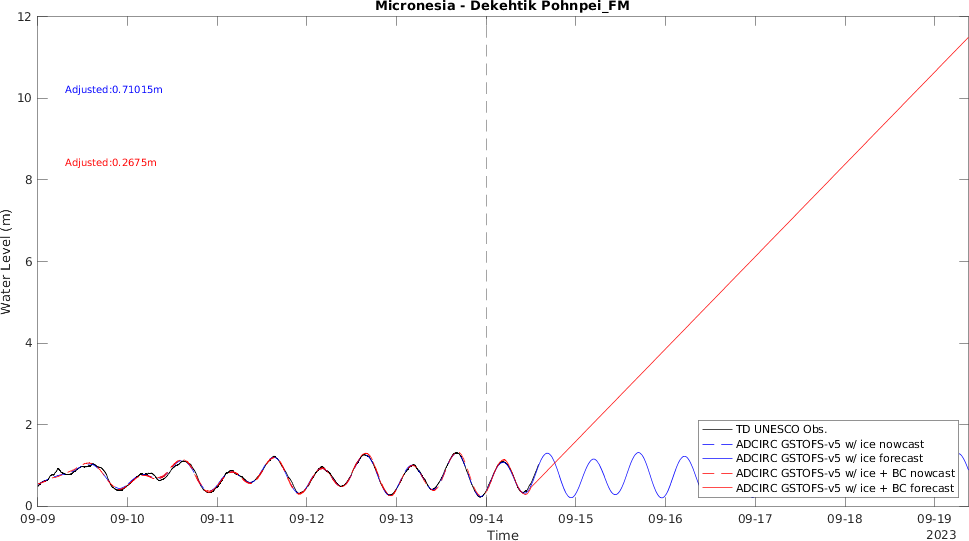 Micronesia - Dekehtik Pohnpei_FM
12
10
8
6
4
2
0
Water Level (m)
Adjusted:0.71015m
Adjusted:0.2675m
TD UNESCO Obs.
ADCIRC GSTOFS-v5 w/ ice nowcast
ADCIRC GSTOFS-v5 w/ ice forecast
ADCIRC GSTOFS-v5 w/ ice + BC nowcast
ADCIRC GSTOFS-v5 w/ ice + BC forecast
09-09 09-10 09-11 09-12 09-13 09-14 09-15 09-16 09-17 09-18 09-19
2023
Time